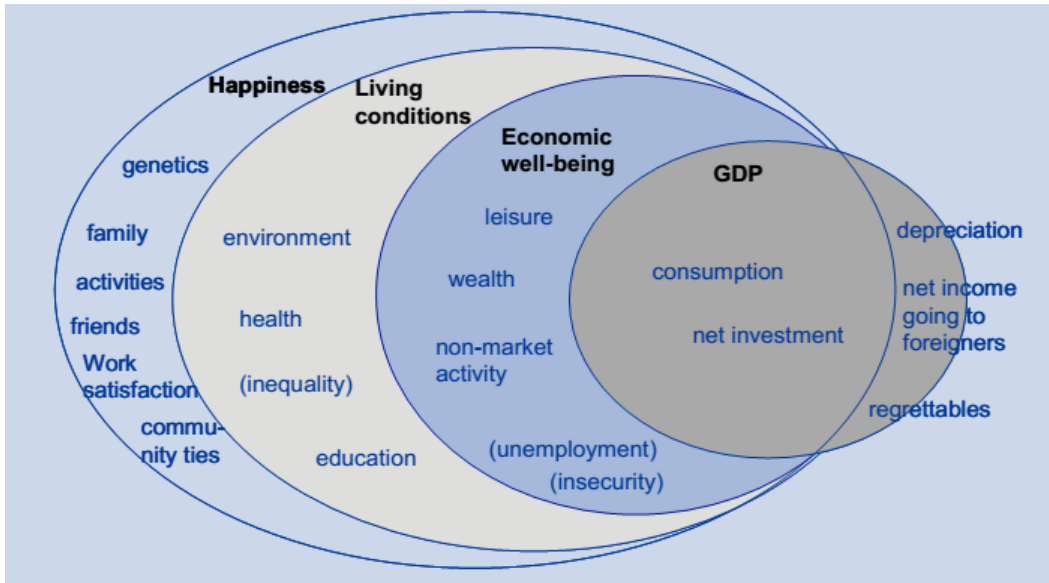 Happiness
genetics
family
activities
friends
Work
satisfaction
commu-
nity ties
Living
conditions
environment
health
(inequality)
education
Economic
well-being
leisure
wealth
non-market
activity
(unemployment)
(insecurity)
GDP
consumption
net investment
depreciation
net income
going to
foreigners
regrettables